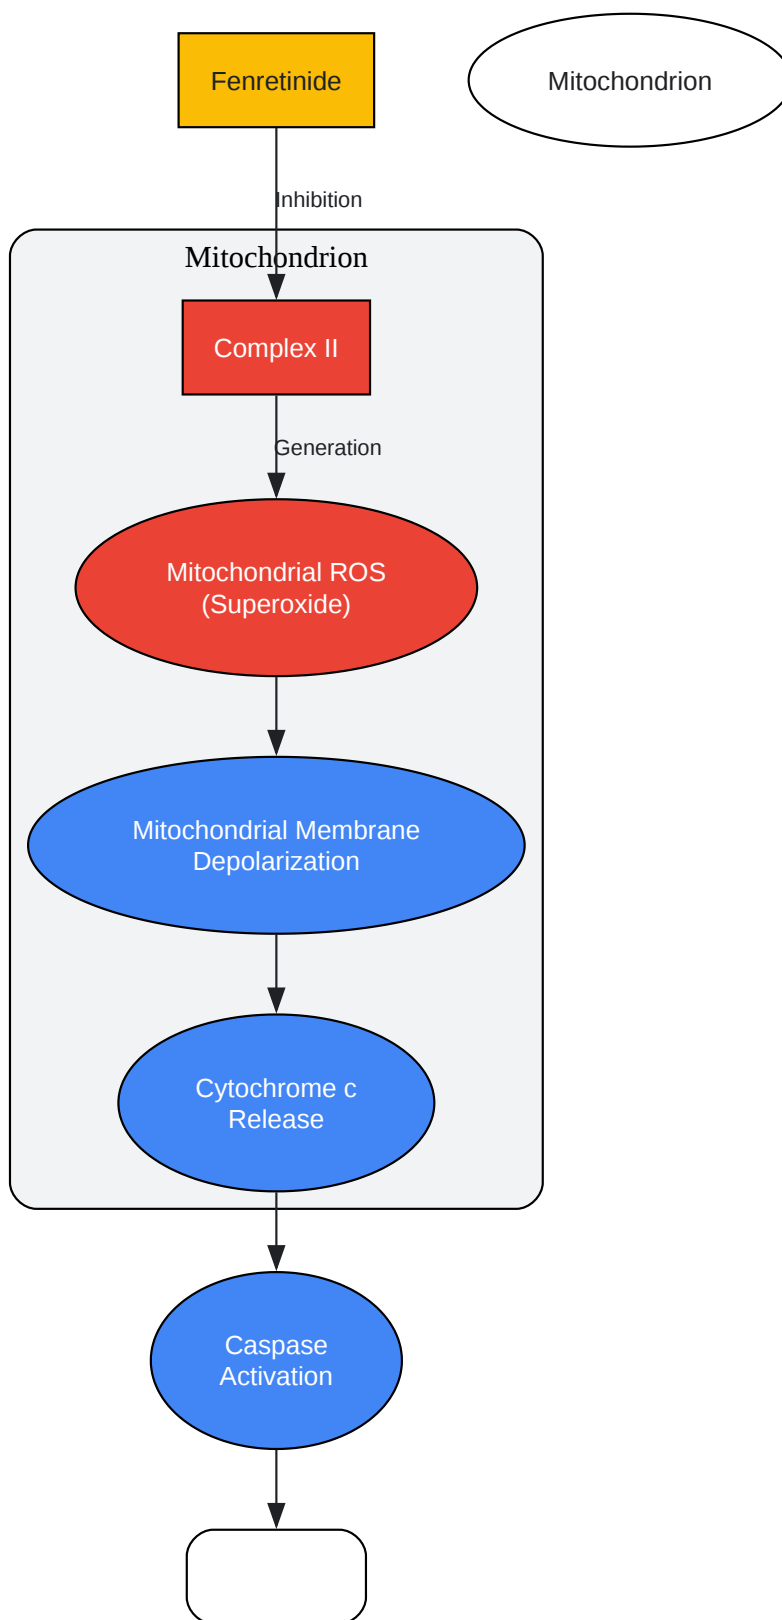 Fenretinide
Mitochondrion
Inhibition
Mitochondrion
Complex II
Generation
Mitochondrial ROS
(Superoxide)
Mitochondrial Membrane
Depolarization
Cytochrome c
Release
Caspase
Activation